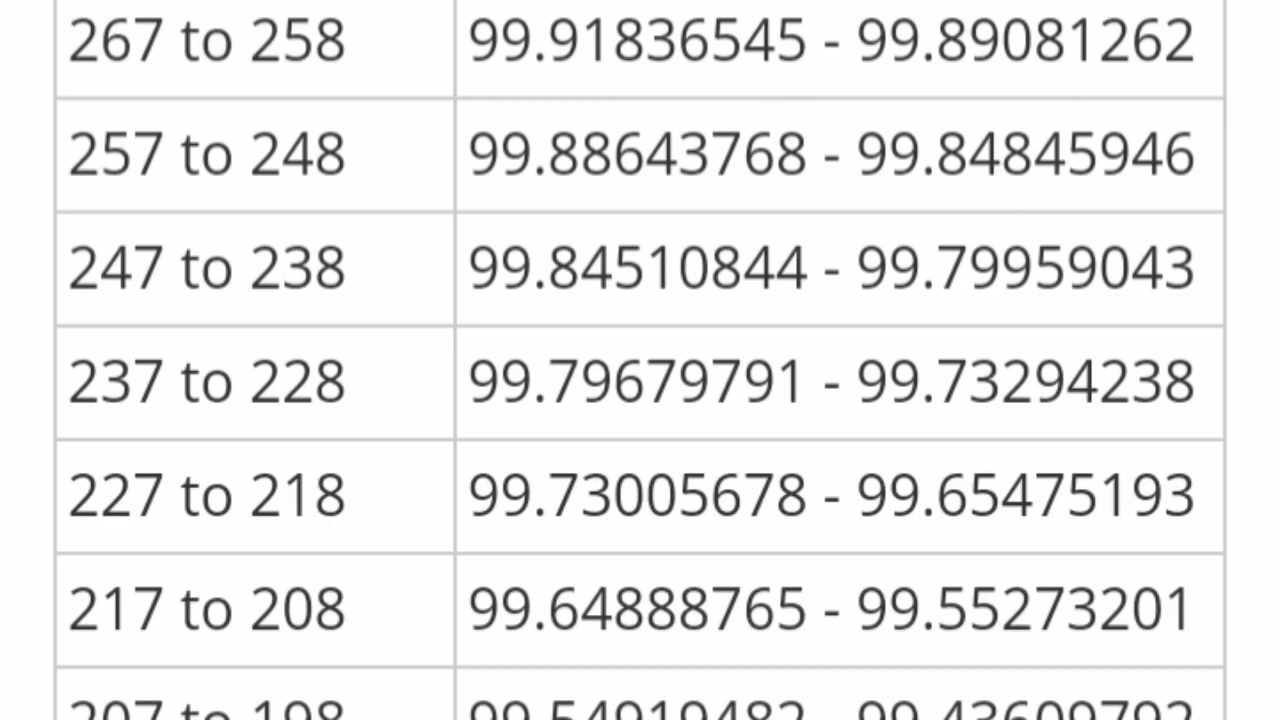 267 to 258 99.91836545 - 99.89081262
257 to 248 99.88643768 - 99.84845946
247 to 238 99.84510844 - 99.79959043
237 to 228 99.79679791 - 99.73294238
227 to 218 99.73005678 - 99.65475193
217 to 208 99.64888765 - 99.55273201
207 to 198 99.54919482 - 99.43609792